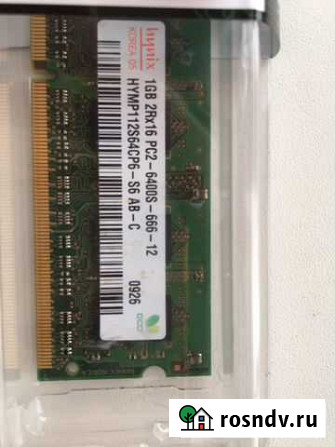 hynix
KOREA 05
1GB 2Rx16 PC2-6400S-666-12
HYMP112S64CP6-S6 AB-C
0926
rosndv.ru